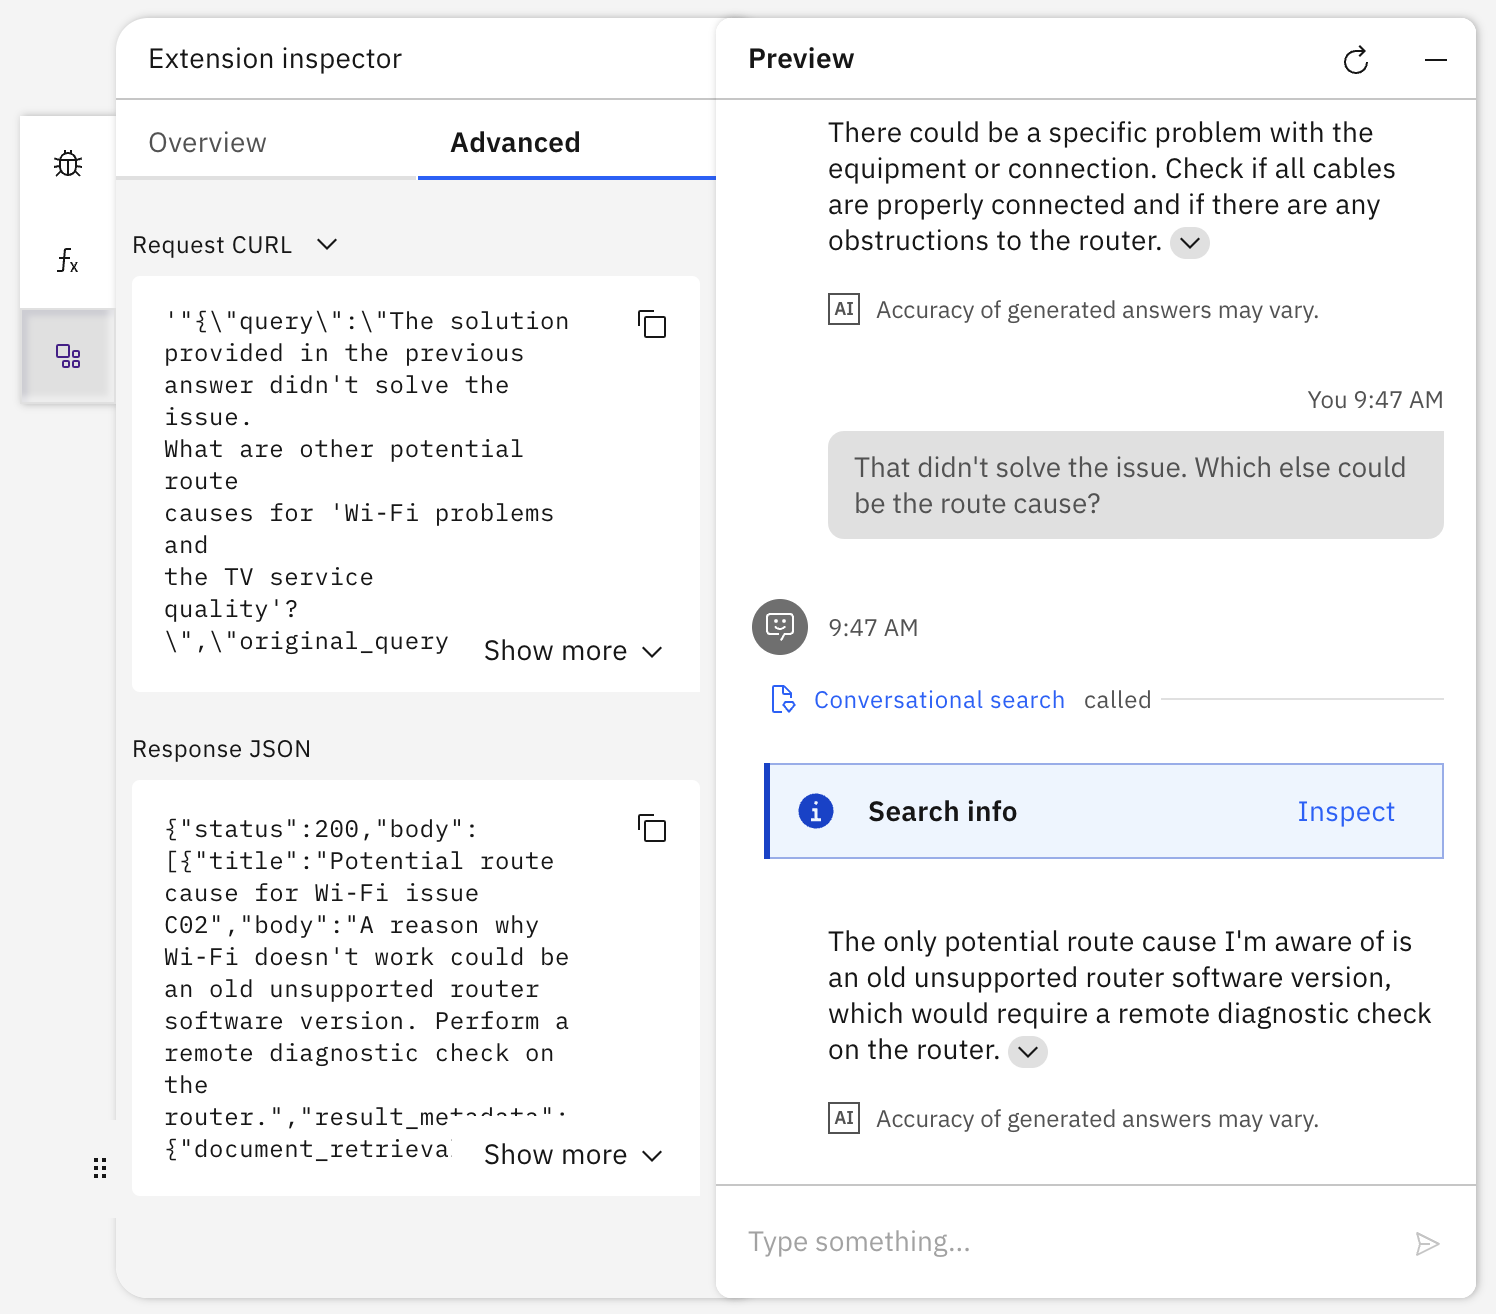 Extension inspector
Overview
Advanced
Request CURL
'"{\"query\":\"The solution
provided in the previous
answer didn't solve the
issue.
What are other potential
route
causes for 'Wi-Fi problems
and
the TV service
quality'?
\",\"original_query
Show more
Response JSON
{"status":200,"body":
[{"title":"Potential route
cause for Wi-Fi issue
C02","body":"A reason why
Wi-Fi doesn't work could be
an old unsupported router
software version. Perform a
remote diagnostic check on
the
router.","result_metadata":
{"document_retrieval
Show more
Preview
There could be a specific problem with the
equipment or connection. Check if all cables
are properly connected and if there are any
obstructions to the router.
AI Accuracy of generated answers may vary.
You 9:47 AM
That didn't solve the issue. Which else could
be the route cause?
9:47 AM
Conversational search called
Search info
Inspect
The only potential route cause I'm aware of is
an old unsupported router software version,
which would require a remote diagnostic check
on the router.
AI Accuracy of generated answers may vary.
Type something...